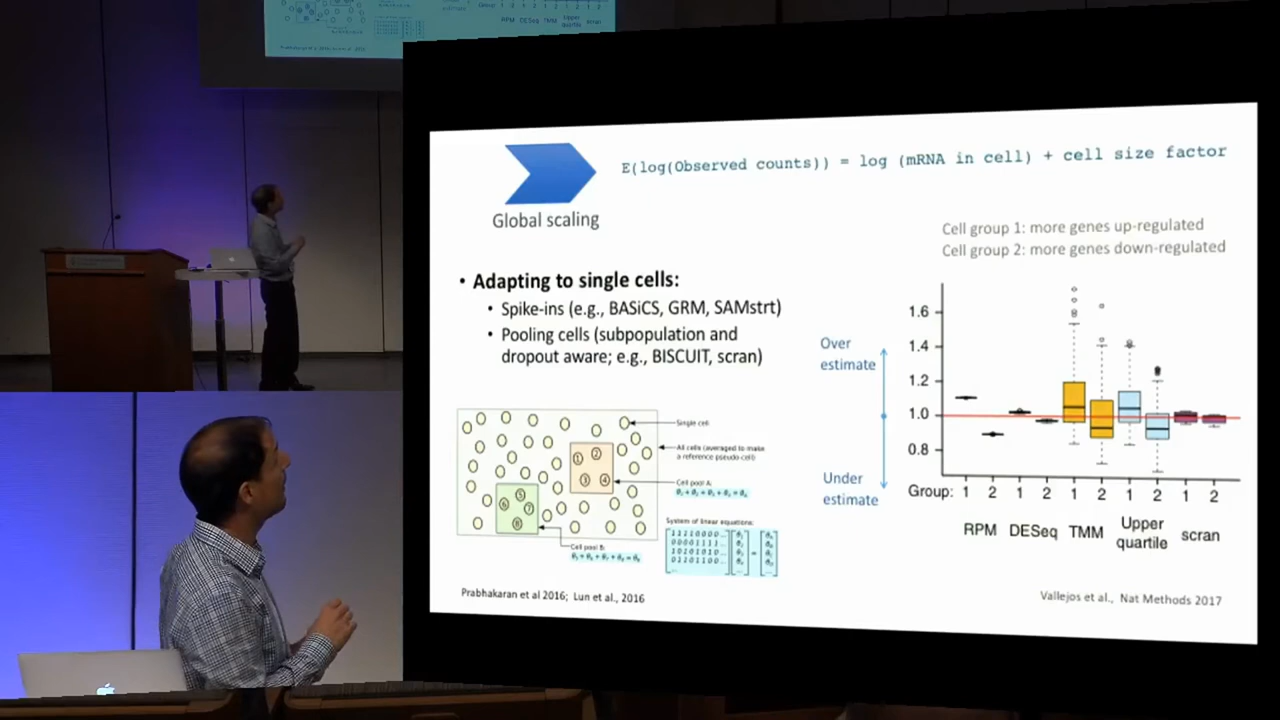 E(log(Observed counts)) = log (mRNA in cell) + cell size factor
Global scaling
Cell group 1: more genes up-regulated
Cell group 2: more genes down-regulated
• Adapting to single cells:
• Spike-ins (e.g., BASiCS, GRM, SAMstrt)
• Pooling cells (subpopulation and
dropout aware; e.g., BISCUIT, scran)
Single cell
All cells (averaged to make
a reference pseudo-cell)
Cell pool A:
Cell pool B:
System of linear equations:
Prabhakaran et al 2016; Lun et al., 2016
Over
estimate
Under
estimate
1.6
1.4
1.2
1.0
0.8
Group: 1 2 1 2 1 2 1 2 1 2
RPM DESeq TMM Upper
quartile scran
Vallejos et al., Nat Methods 2017